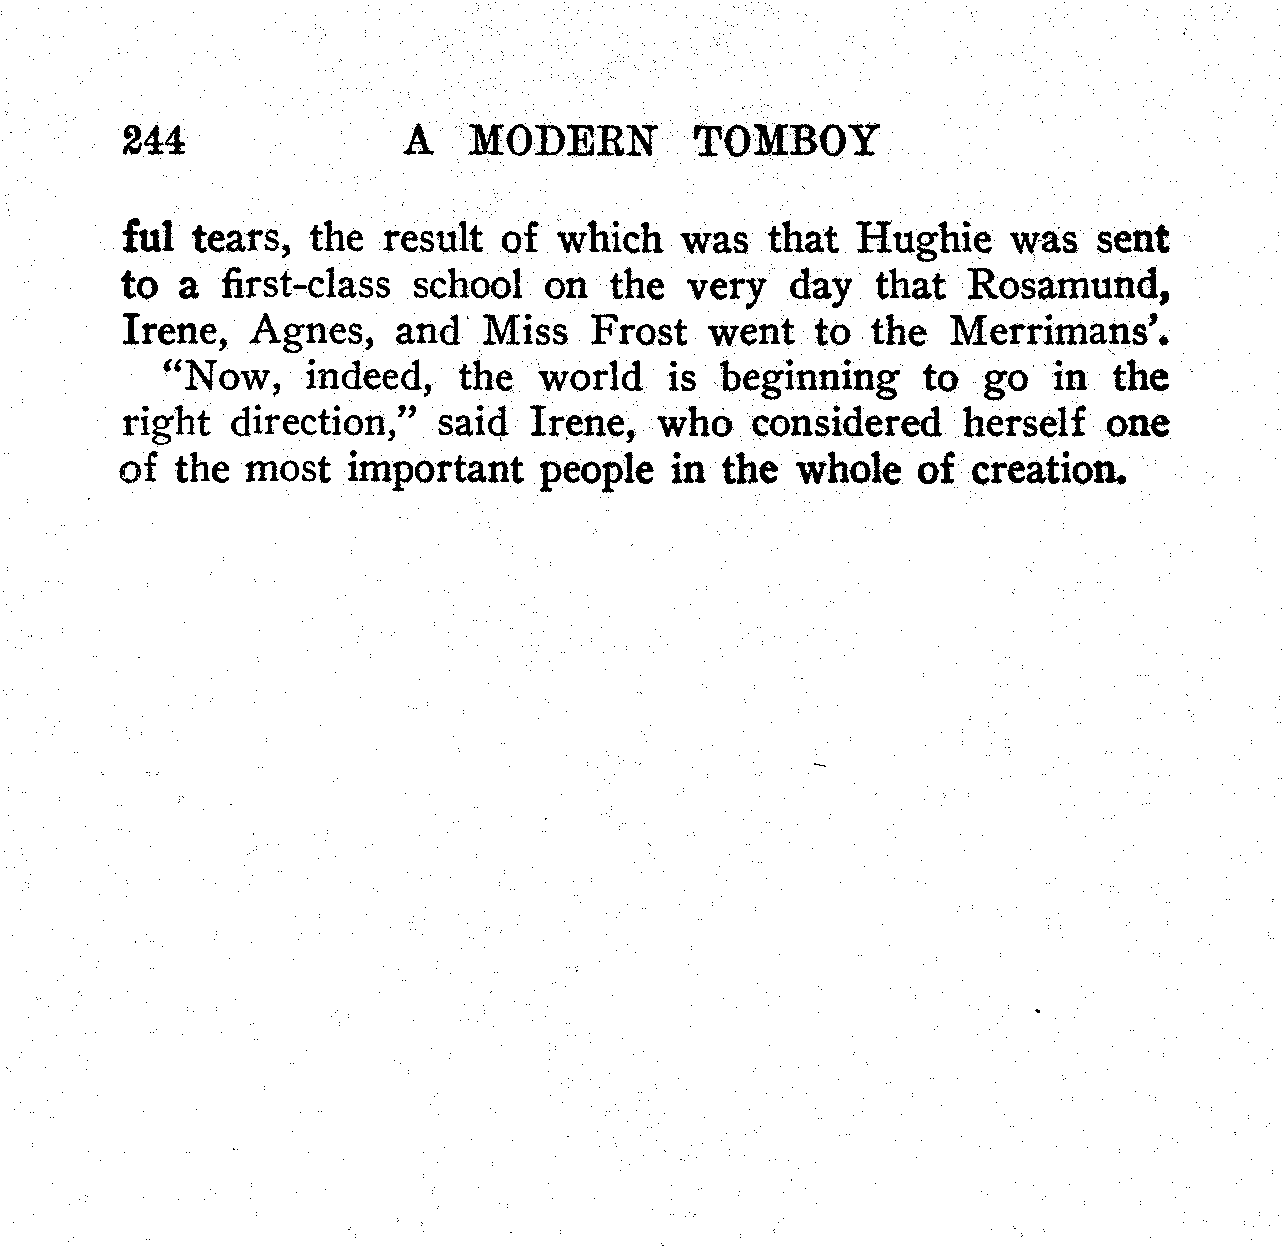 244 A MODERN TOMBOY
ful tears, the result of which was that Hughie was sent
to a first-class school on the very day that Rosamund,
Irene, Agnes, and Miss Frost went to the Merrimans’.
“Now, indeed, the world is beginning to go in the
right direction,” said Irene, who considered herself one
of the most important people in the whole of creation.